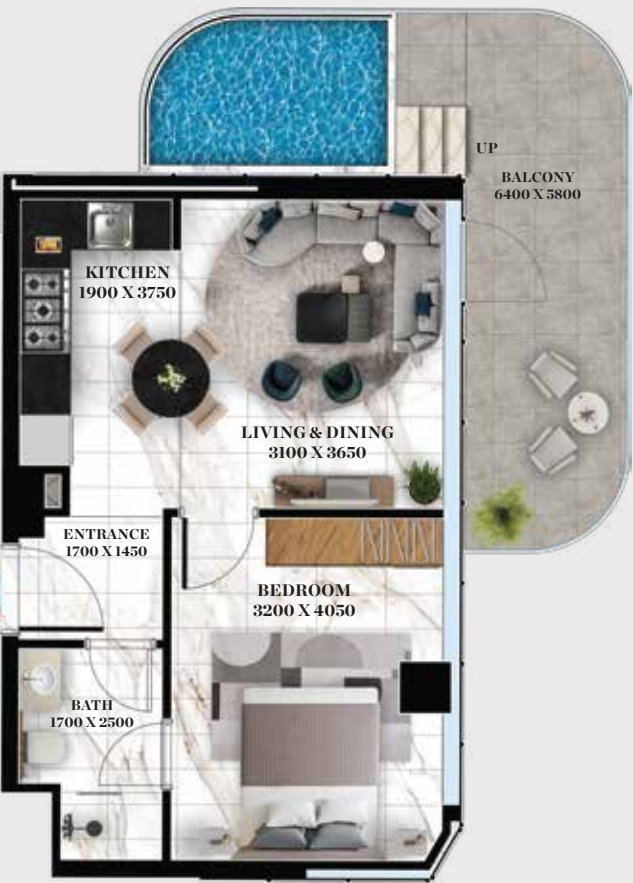 UP
BALCONY
6400 X 5800
KITCHEN
1900 X 3750
LIVING & DINING
3100 X 3650
ENTRANCE
1700 X 1450
BEDROOM
3200 X 4050
BATH
1700 X 2500